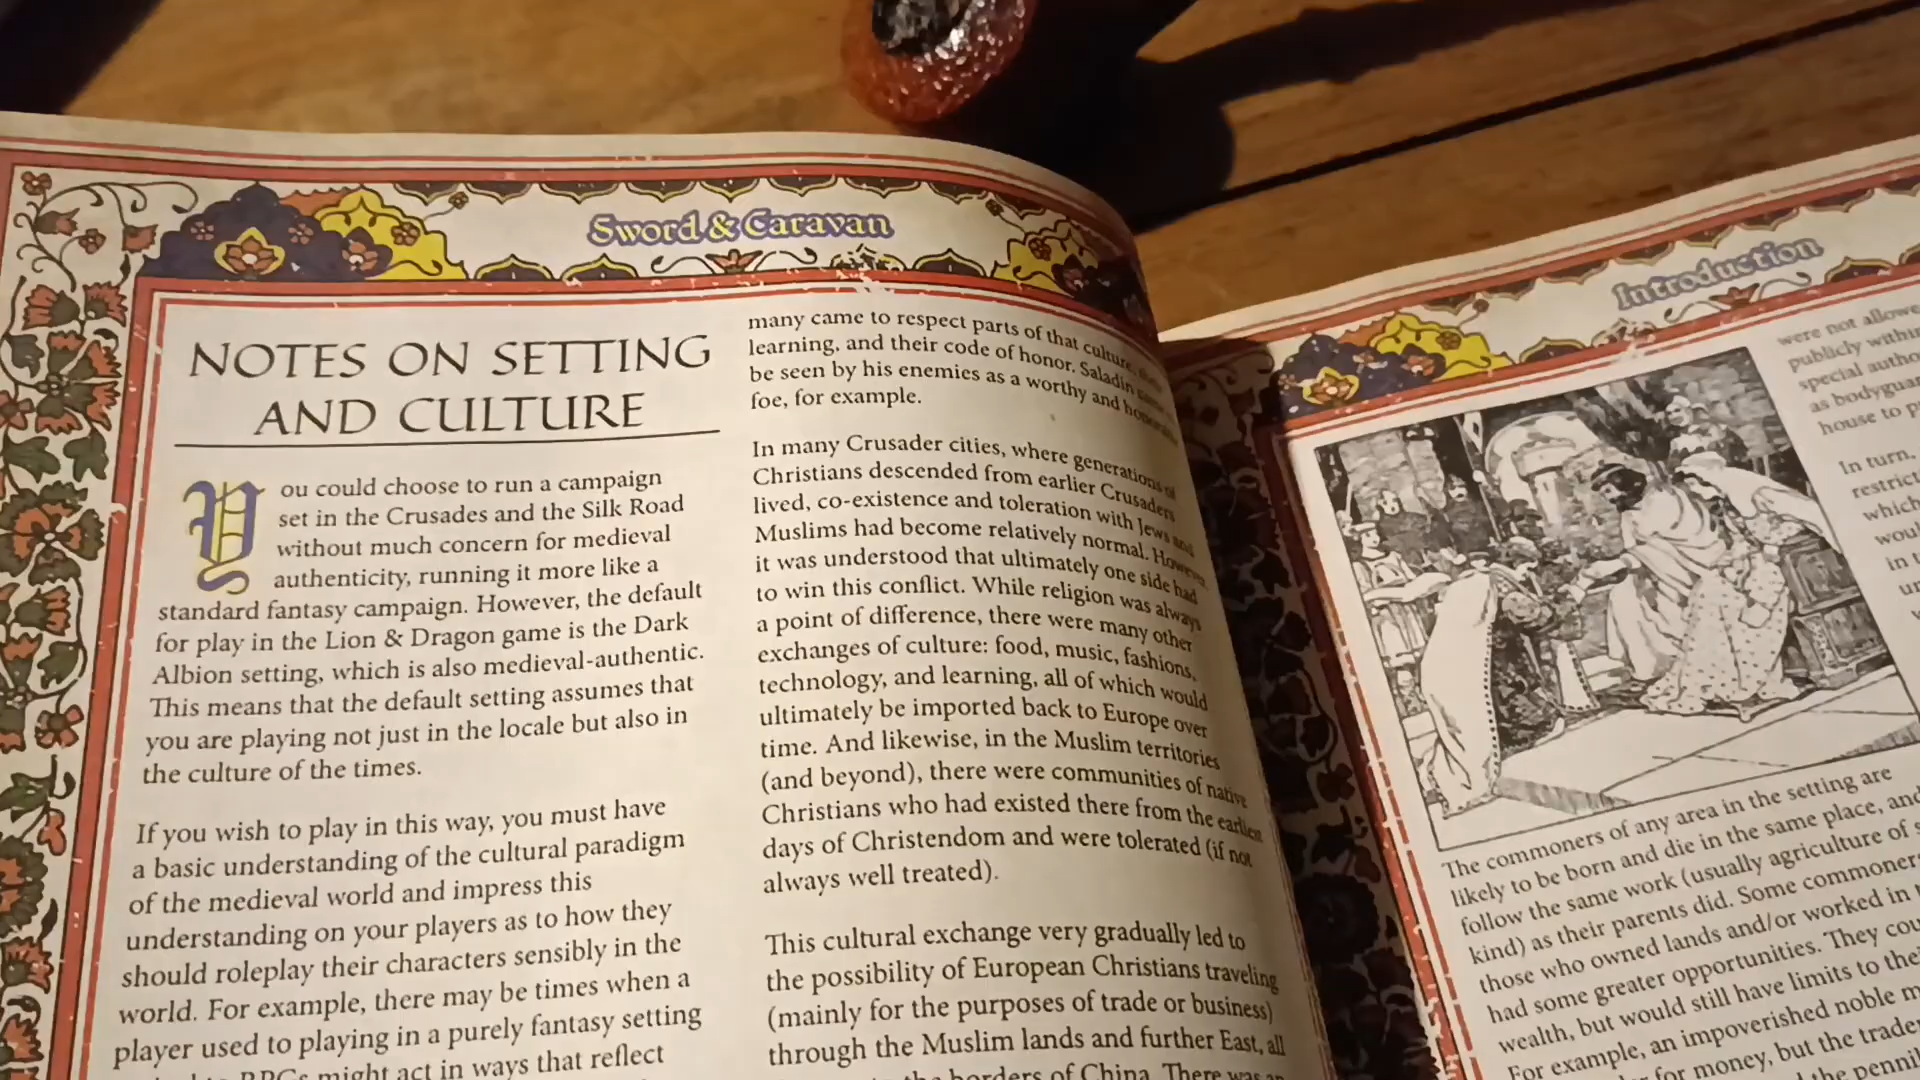 Sword & Caravan
NOTES ON SETTING
AND CULTURE
You could choose to run a campaign
set in the Crusades and the Silk Road
without much concern for medieval
authenticity, running it more like a
standard fantasy campaign. However, the default
for play in the Lion & Dragon game is the Dark
Albion setting, which is also medieval-authentic.
This means that the default setting assumes that
you are playing not just in the locale but also in
the culture of the times.
If you wish to play in this way, you must have
a basic understanding of the cultural paradigm
of the medieval world and impress this
understanding on your players as to how they
should roleplay their characters sensibly in the
world. For example, there may be times when a
player used to playing in a purely fantasy setting
RPGs might act in ways that reflect
many came to respect parts of that culture,
learning, and their code of honor. Saladin
be seen by his enemies as a worthy and
foe, for example.
In many Crusader cities, where generations of
Christians descended from earlier Crusaders
lived, co-existence and toleration with Jews and
Muslims had become relatively normal. However,
it was understood that ultimately one side had
to win this conflict. While religion was always
a point of difference, there were many other
exchanges of culture: food, music, fashions,
technology, and learning, all of which would
ultimately be imported back to Europe over
time. And likewise, in the Muslim territories
(and beyond), there were communities of native
Christians who had existed there from the earliest
days of Christendom and were tolerated (if not
always well treated).
This cultural exchange very gradually led to
the possibility of European Christians traveling
(mainly for the purposes of trade or business)
through the Muslim lands and further East, all
the borders of China. There was an
Introduction
The commoners of any area in the setting are
likely to be born and die in the same place, and
follow the same work (usually agriculture of
kind) as their parents did. Some commoners
those who owned lands and/or worked in
had some greater opportunities. They
wealth, but would still have limits to
For example, an impoverished noble
for money, but the
the
were not
publicly
special
as
house to
In turn,
which
in